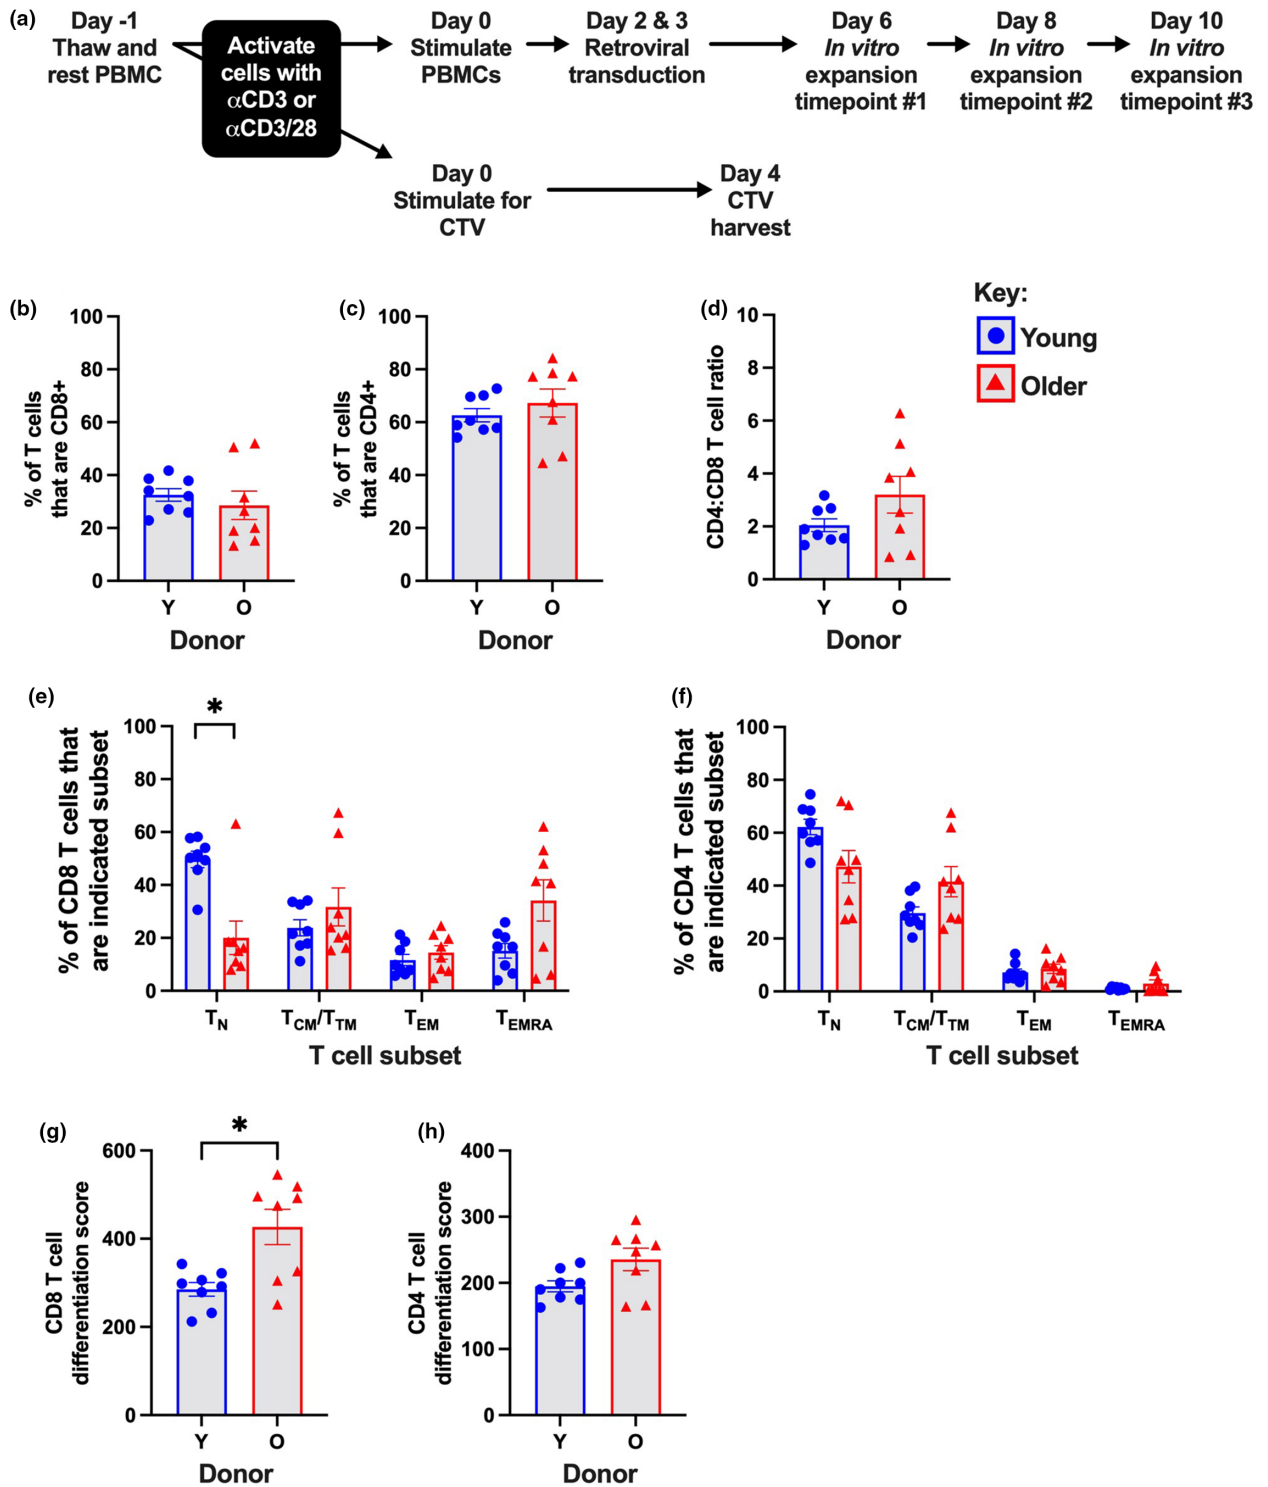 (a)
Day -1
Thaw and
rest PBMC
Activate
cells with
αCD3 or
αCD3/28
Day 0
Stimulate
PBMCs
Day 2 & 3
Retroviral
transduction
Day 6
In vitro
expansion
timepoint #1
Day 8
In vitro
expansion
timepoint #2
Day 10
In vitro
expansion
timepoint #3
Day 0
Stimulate for
CTV
Day 4
CTV
harvest
(b)
% of T cells
that are CD8+
100
80
60
40
20
0
Y O
Donor
(c)
% of T cells
that are CD4+
100
80
60
40
20
0
Y O
Donor
(d)
CD4:CD8 T cell ratio
10
8
6
4
2
0
Y O
Donor
Key:
Young
Older
(e)
% of CD8 T cells that
are indicated subset
100
80
60
40
20
0
*
TN TCM/TTM TEM TEMRA
T cell subset
(f)
% of CD4 T cells that
are indicated subset
100
80
60
40
20
0
TN TCM/TTM TEM TEMRA
T cell subset
(g)
CD8 T cell
differentiation score
600
400
200
0
*
Y O
Donor
(h)
CD4 T cell
differentiation score
400
300
200
100
0
Y O
Donor